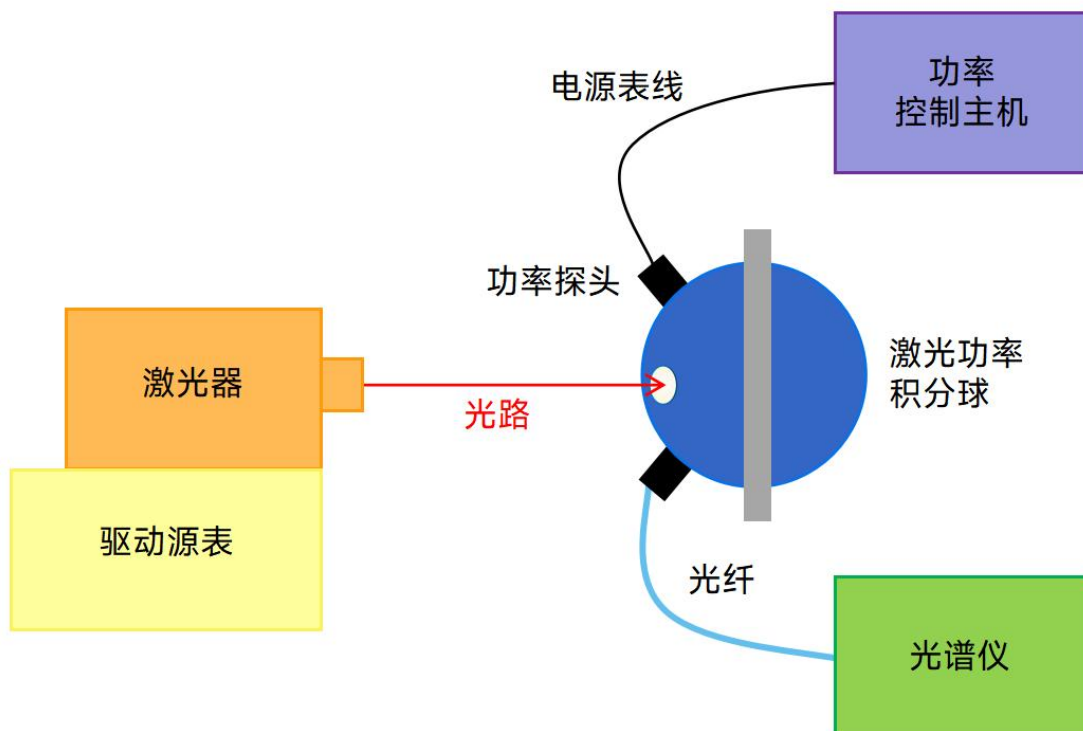 功率
控制主机
电源表线
功率探头
激光器
光路
激光功率
积分球
驱动源表
光纤
光谱仪